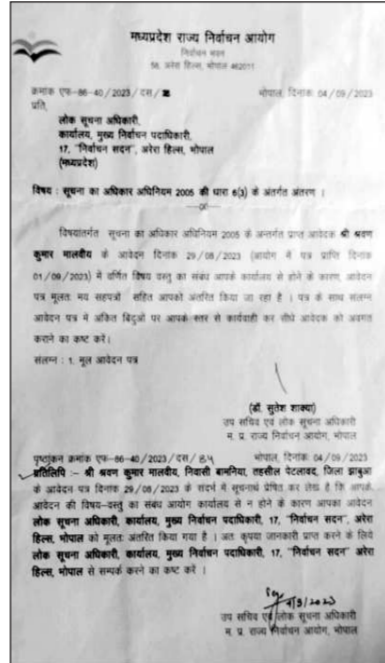 मध्यप्रदेश राज्य निर्वाचन आयोग
निर्वाचन भवन
58, अरेरा हिल्स, भोपाल 462011
क्रमांक एफ-86-40/2023/दस/
भोपाल, दिनांक 04/09/2023
प्रति,
लोक सूचना अधिकारी,
कार्यालय, मुख्य निर्वाचन पदाधिकारी,
17, "निर्वाचन सदन", अरेरा हिल्स, भोपाल
(मध्यप्रदेश)
विषय : सूचना का अधिकार अधिनियम 2005 की धारा 6(3) के अंतर्गत अंतरण ।
विषयांतर्गत सूचना का अधिकार अधिनियम 2005 के अन्तर्गत प्राप्त आवेदक श्री श्रवण
कुमार मालवीय के आवेदन दिनांक 29/08/2023 (आयोग में पत्र प्राप्ति दिनांक
01/09/2023) में वर्णित विषय वस्तु का संबंध आपके कार्यालय से होने के कारण, आवेदन
पत्र मूलतः मय सहपत्रों सहित आपको अंतरित किया जा रहा है । पत्र के साथ संलग्न
आवेदन पत्र में अंकित बिंदुओं पर आपके स्तर से कार्यवाही कर सीधे आवेदक को अवगत
कराने का कष्ट करें।
संलग्न : 1. मूल आवेदन पत्र
(डॉ. सुतेश शाक्या)
उप सचिव एवं लोक सूचना अधिकारी
म. प्र. राज्य निर्वाचन आयोग, भोपाल
पृष्ठांकन क्रमांक एफ-86-40/2023/दस/
भोपाल, दिनांक 04/09/2023
प्रतिलिपि :- श्री श्रवण कुमार मालवीय, निवासी बामनिया, तहसील पेटलावद, जिला झाबुआ
के आवेदन पत्र दिनांक 29/08/2023 के संदर्भ में सूचनार्थ प्रेषित कर लेख है कि आपके
आवेदन की विषय-वस्तु का संबंध आयोग कार्यालय से न होने के कारण आपका आवेदन
लोक सूचना अधिकारी, कार्यालय, मुख्य निर्वाचन पदाधिकारी, 17, "निर्वाचन सदन", अरेरा
हिल्स, भोपाल को मूलतः अंतरित किया गया है । अतः कृपया जानकारी प्राप्त करने के लिये
लोक सूचना अधिकारी, कार्यालय, मुख्य निर्वाचन पदाधिकारी, 17, "निर्वाचन सदन" अरेरा
हिल्स, भोपाल से सम्पर्क करने का कष्ट करें ।
उप सचिव एवं लोक सूचना अधिकारी
म. प्र. राज्य निर्वाचन आयोग, भोपाल